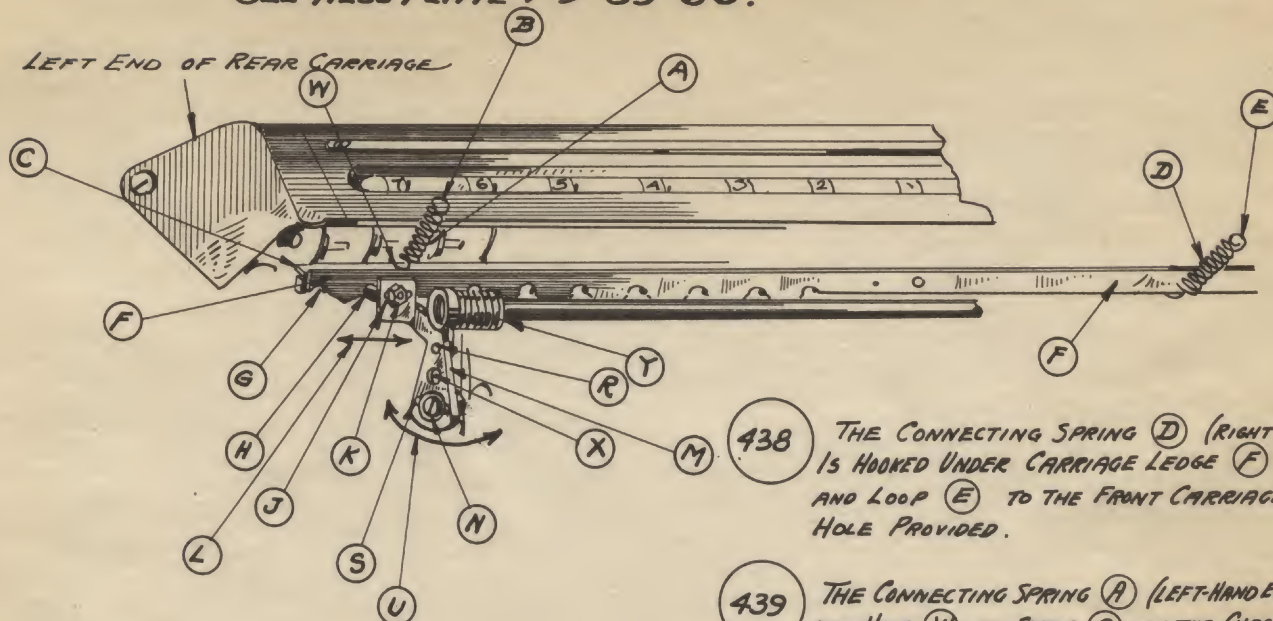 LEFT END OF REAR CARRIAGE
B
W
A
C
E
D
7 6 5 4 3 2 1
F
G
H
J
L
K
S
U
N
X
M
R
Y
F
438 THE CONNECTING SPRING D (RIGHT
IS HOOKED UNDER CARRIAGE LEDGE F
AND LOOP E TO THE FRONT CARRIAGE
HOLE PROVIDED.
439 THE CONNECTING SPRING A (LEFT-HAND